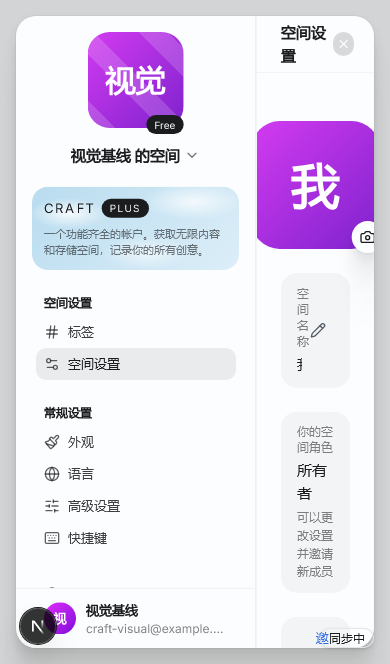 视觉
Free
视觉基线 的空间
CRAFT PLUS
一个功能齐全的帐户。获取无限内容
和存储空间，记录你的所有创意。
空间设置
标签
空间设置
常规设置
外观
语言
高级设置
快捷键
视
N
视觉基线
craft-visual@example....
空间设
置
我
空
间
名
称
你的空
间角色
所有
者
可以更
改设置
并邀请
新成员
邀
同步中